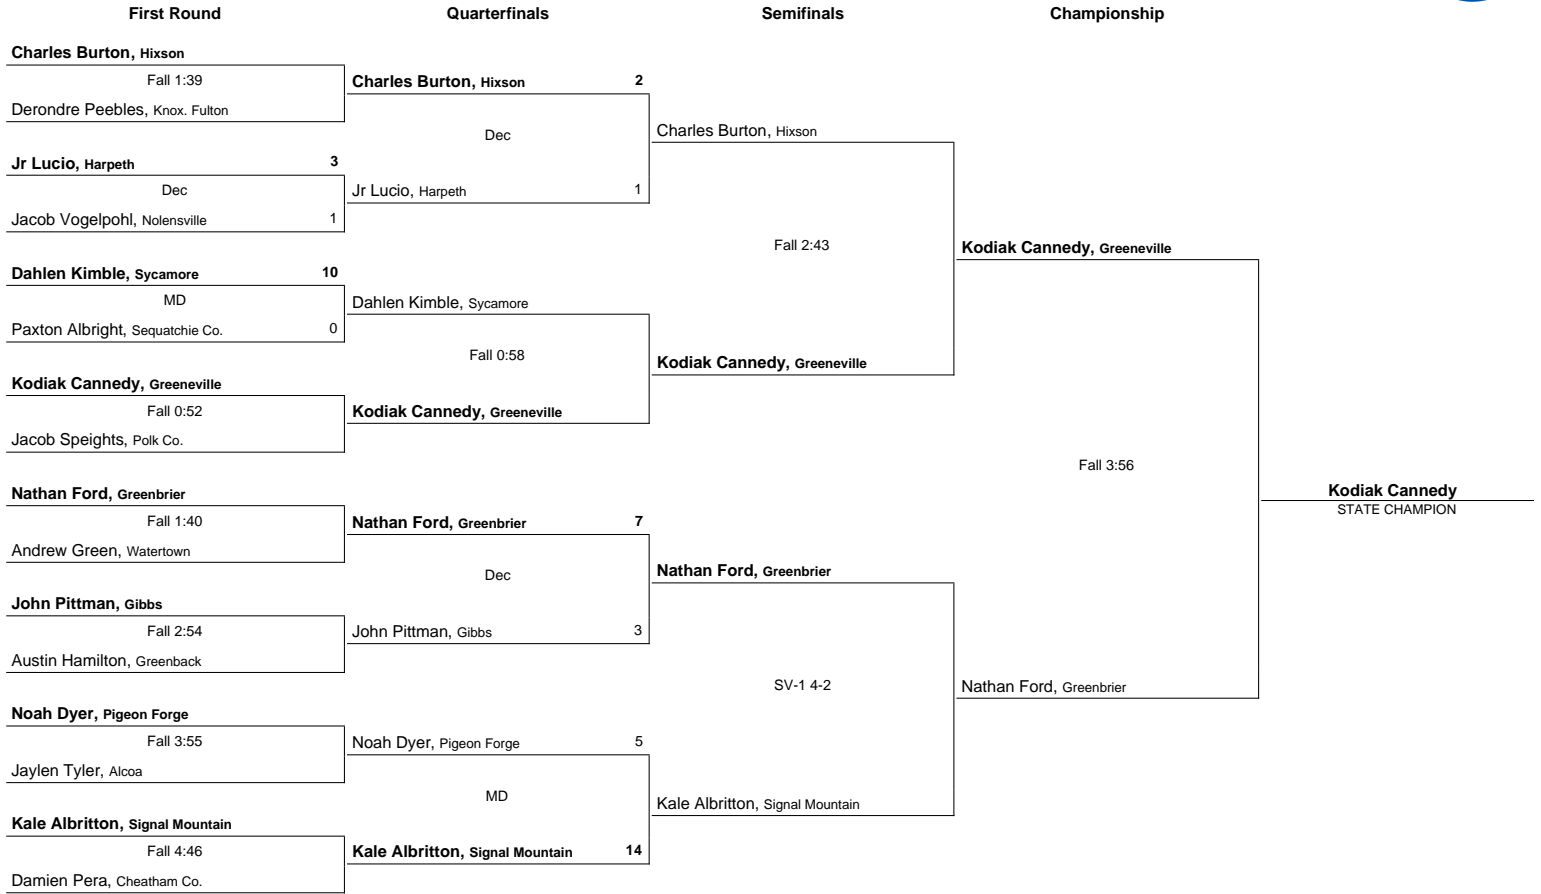 First Round Quarterfinals Semifinals Championship
Charles Burton, Hixson
Fall 1:39
Derondre Peebles, Knox. Fulton
Jr Lucio, Harpeth 3
Dec
Jacob Vogelpohl, Nolensville 1
Dahlen Kimble, Sycamore 10
MD
Paxton Albright, Sequatchie Co. 0
Kodiak Cannedy, Greeneville
Fall 0:52
Jacob Speights, Polk Co.
Nathan Ford, Greenbrier
Fall 1:40
Andrew Green, Watertown
John Pittman, Gibbs
Fall 2:54
Austin Hamilton, Greenback
Noah Dyer, Pigeon Forge
Fall 3:55
Jaylen Tyler, Alcoa
Kale Albritton, Signal Mountain
Fall 4:46
Damien Pera, Cheatham Co.
Charles Burton, Hixson 2
Dec
Jr Lucio, Harpeth 1
Dahlen Kimble, Sycamore
Fall 0:58
Kodiak Cannedy, Greeneville
Nathan Ford, Greenbrier 7
Dec
John Pittman, Gibbs 3
Noah Dyer, Pigeon Forge 5
MD
Kale Albritton, Signal Mountain 14
Charles Burton, Hixson
Fall 2:43
Kodiak Cannedy, Greeneville
Nathan Ford, Greenbrier
SV-1 4-2
Kale Albritton, Signal Mountain
Kodiak Cannedy, Greeneville
Fall 3:56
Nathan Ford, Greenbrier
Kodiak Cannedy
STATE CHAMPION